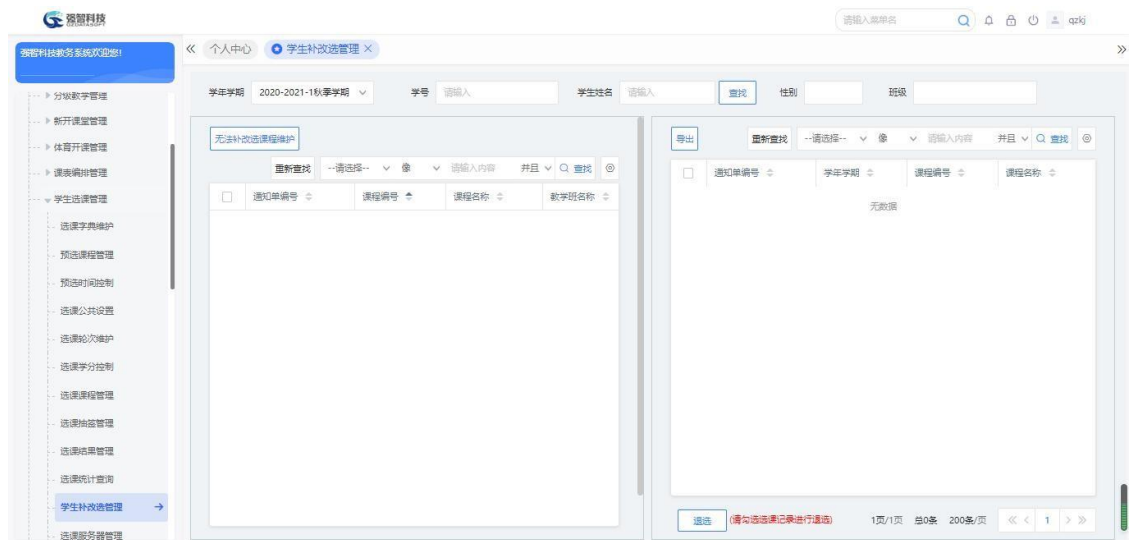 强智科技
请输入菜单名
qzkj
强智科技教务系统欢迎您!
个人中心
学生补改选管理
分级教学管理
新开课堂管理
体育开课管理
课表编排管理
学生选课管理
选课字典维护
预选课程管理
预选时间控制
选课公共设置
选课轮次维护
选课学分控制
选课课程管理
选课抽签管理
选课结果管理
选课统计查询
学生补改选管理
选课服务器管理
学年学期 2020-2021-1秋季学期 学号 请输入 学生姓名 请输入 查找 性别 班级
无法补改选课程维护
重新查找 --请选择-- 像 请输入内容 并且 查找
通知单编号 课程编号 课程名称 教学班名称
导出 重新查找 --请选择-- 像 请输入内容 并且 查找
通知单编号 学年学期 课程编号 课程名称
无数据
退选 (请勾选选课记录进行退选) 1页/1页 总0条 200条/页 1